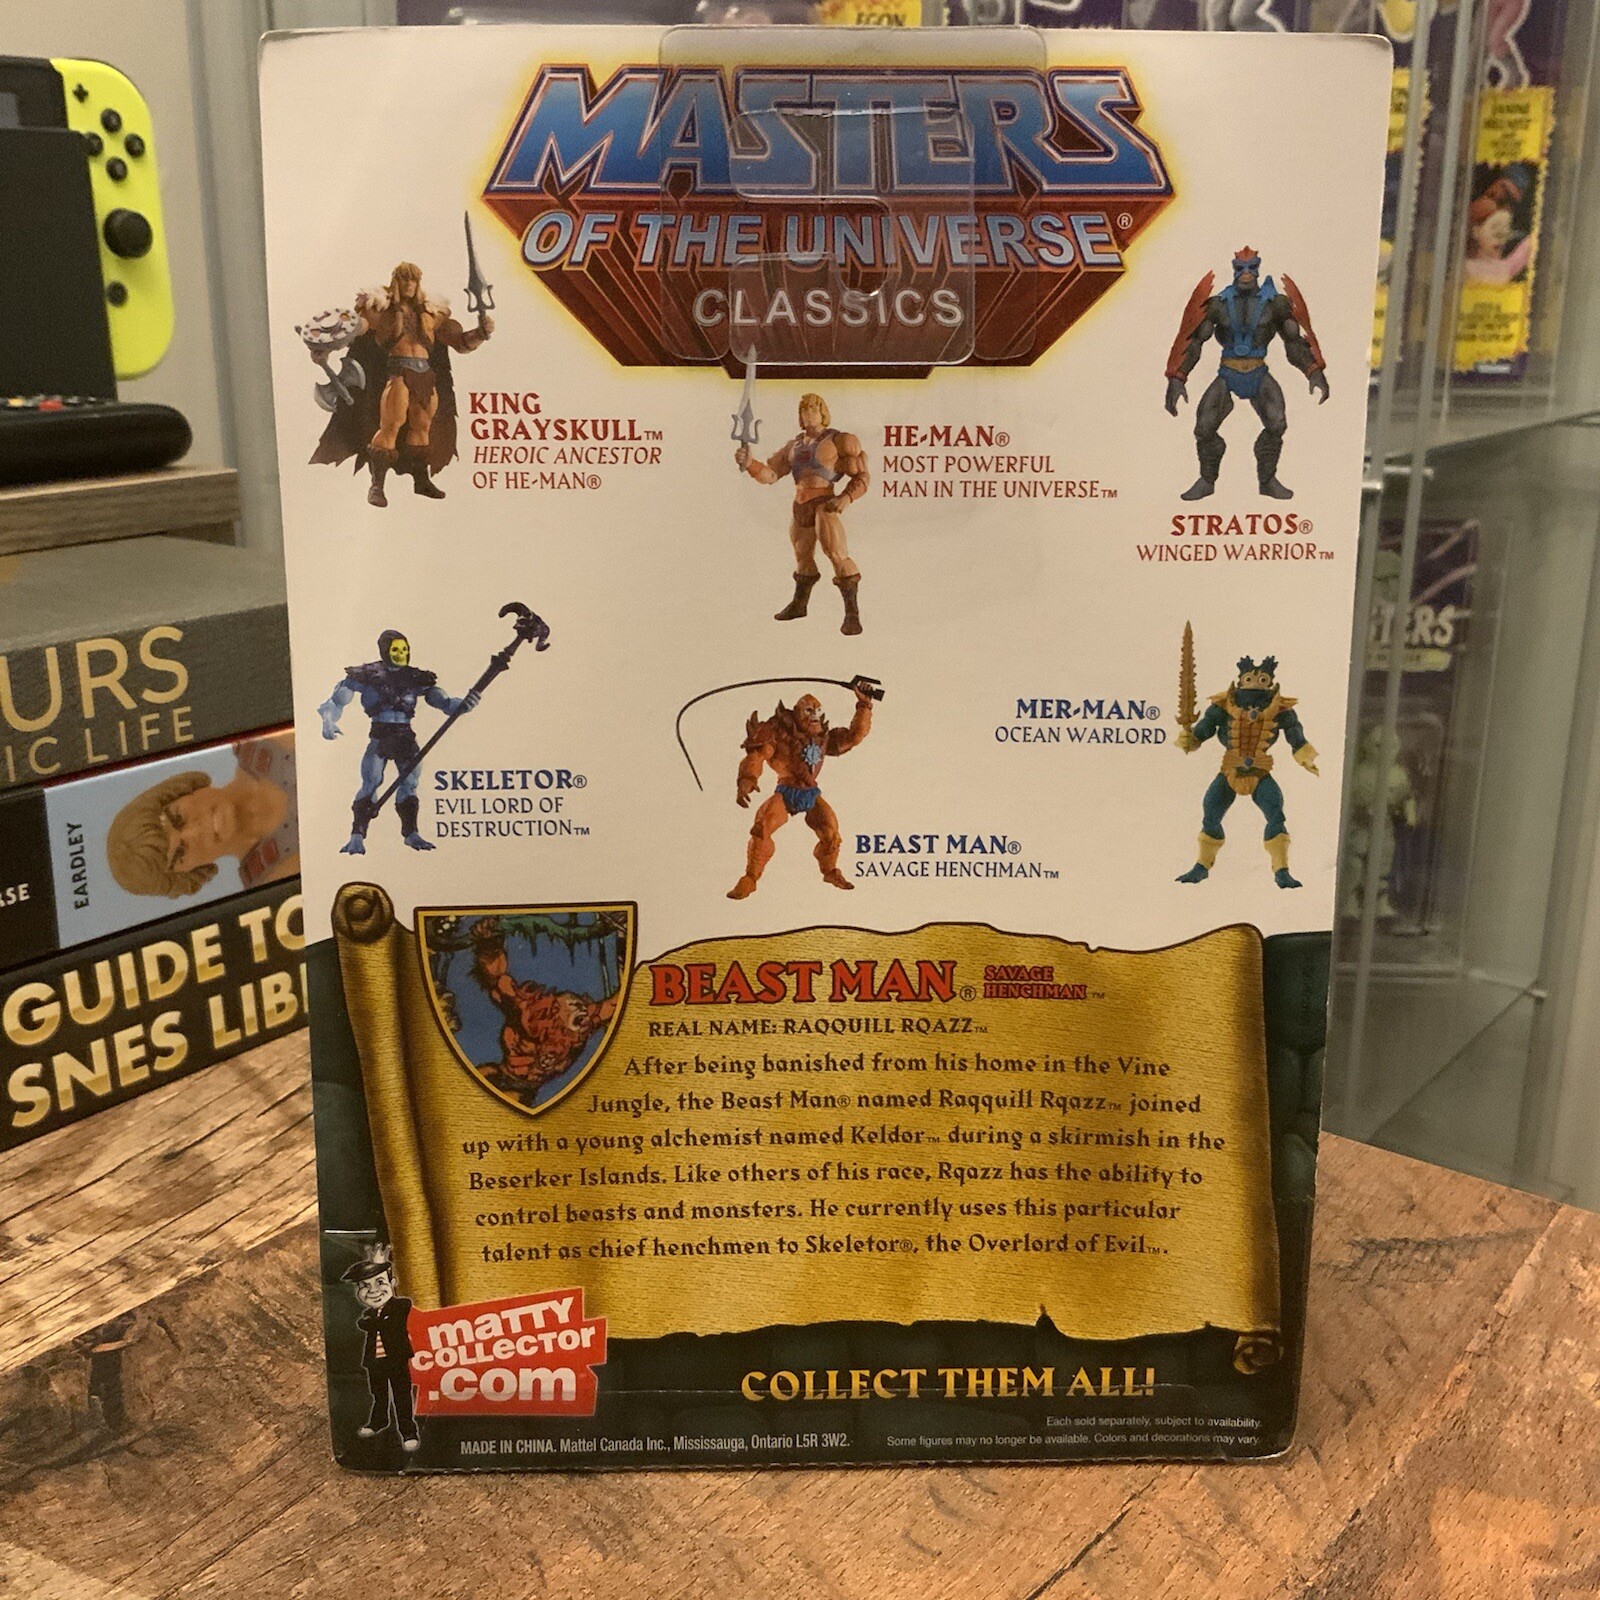 MASTERS
OF THE UNIVERSE®
CLASSICS
KING
GRAYSKULL™
HEROIC ANCESTOR
OF HE-MAN®
HE-MAN®
MOST POWERFUL
MAN IN THE UNIVERSE™
STRATOS®
WINGED WARRIOR™
SKELETOR®
EVIL LORD OF
DESTRUCTION™
BEAST MAN®
SAVAGE HENCHMAN™
MER-MAN®
OCEAN WARLORD
BEAST MAN® SAVAGE
HENCHMAN™
REAL NAME: RAQQUILL RQAZZ™
After being banished from his home in the Vine
Jungle, the Beast Man® named Raqquill Rqazz™ joined
up with a young alchemist named Keldor™ during a skirmish in the
Beserker Islands. Like others of his race, Rqazz has the ability to
control beasts and monsters. He currently uses this particular
talent as chief henchmen to Skeletor®, the Overlord of Evil™.
maTTY
COLLECTOR
.com
COLLECT THEM ALL!
Each sold separately, subject to availability.
MADE IN CHINA. Mattel Canada Inc., Mississauga, Ontario L5R 3W2.
Some figures may no longer be available. Colors and decorations may vary.
URS
IC LIFE
RSE
EARDLEY
GUIDE TO
SNES LIB
EGON